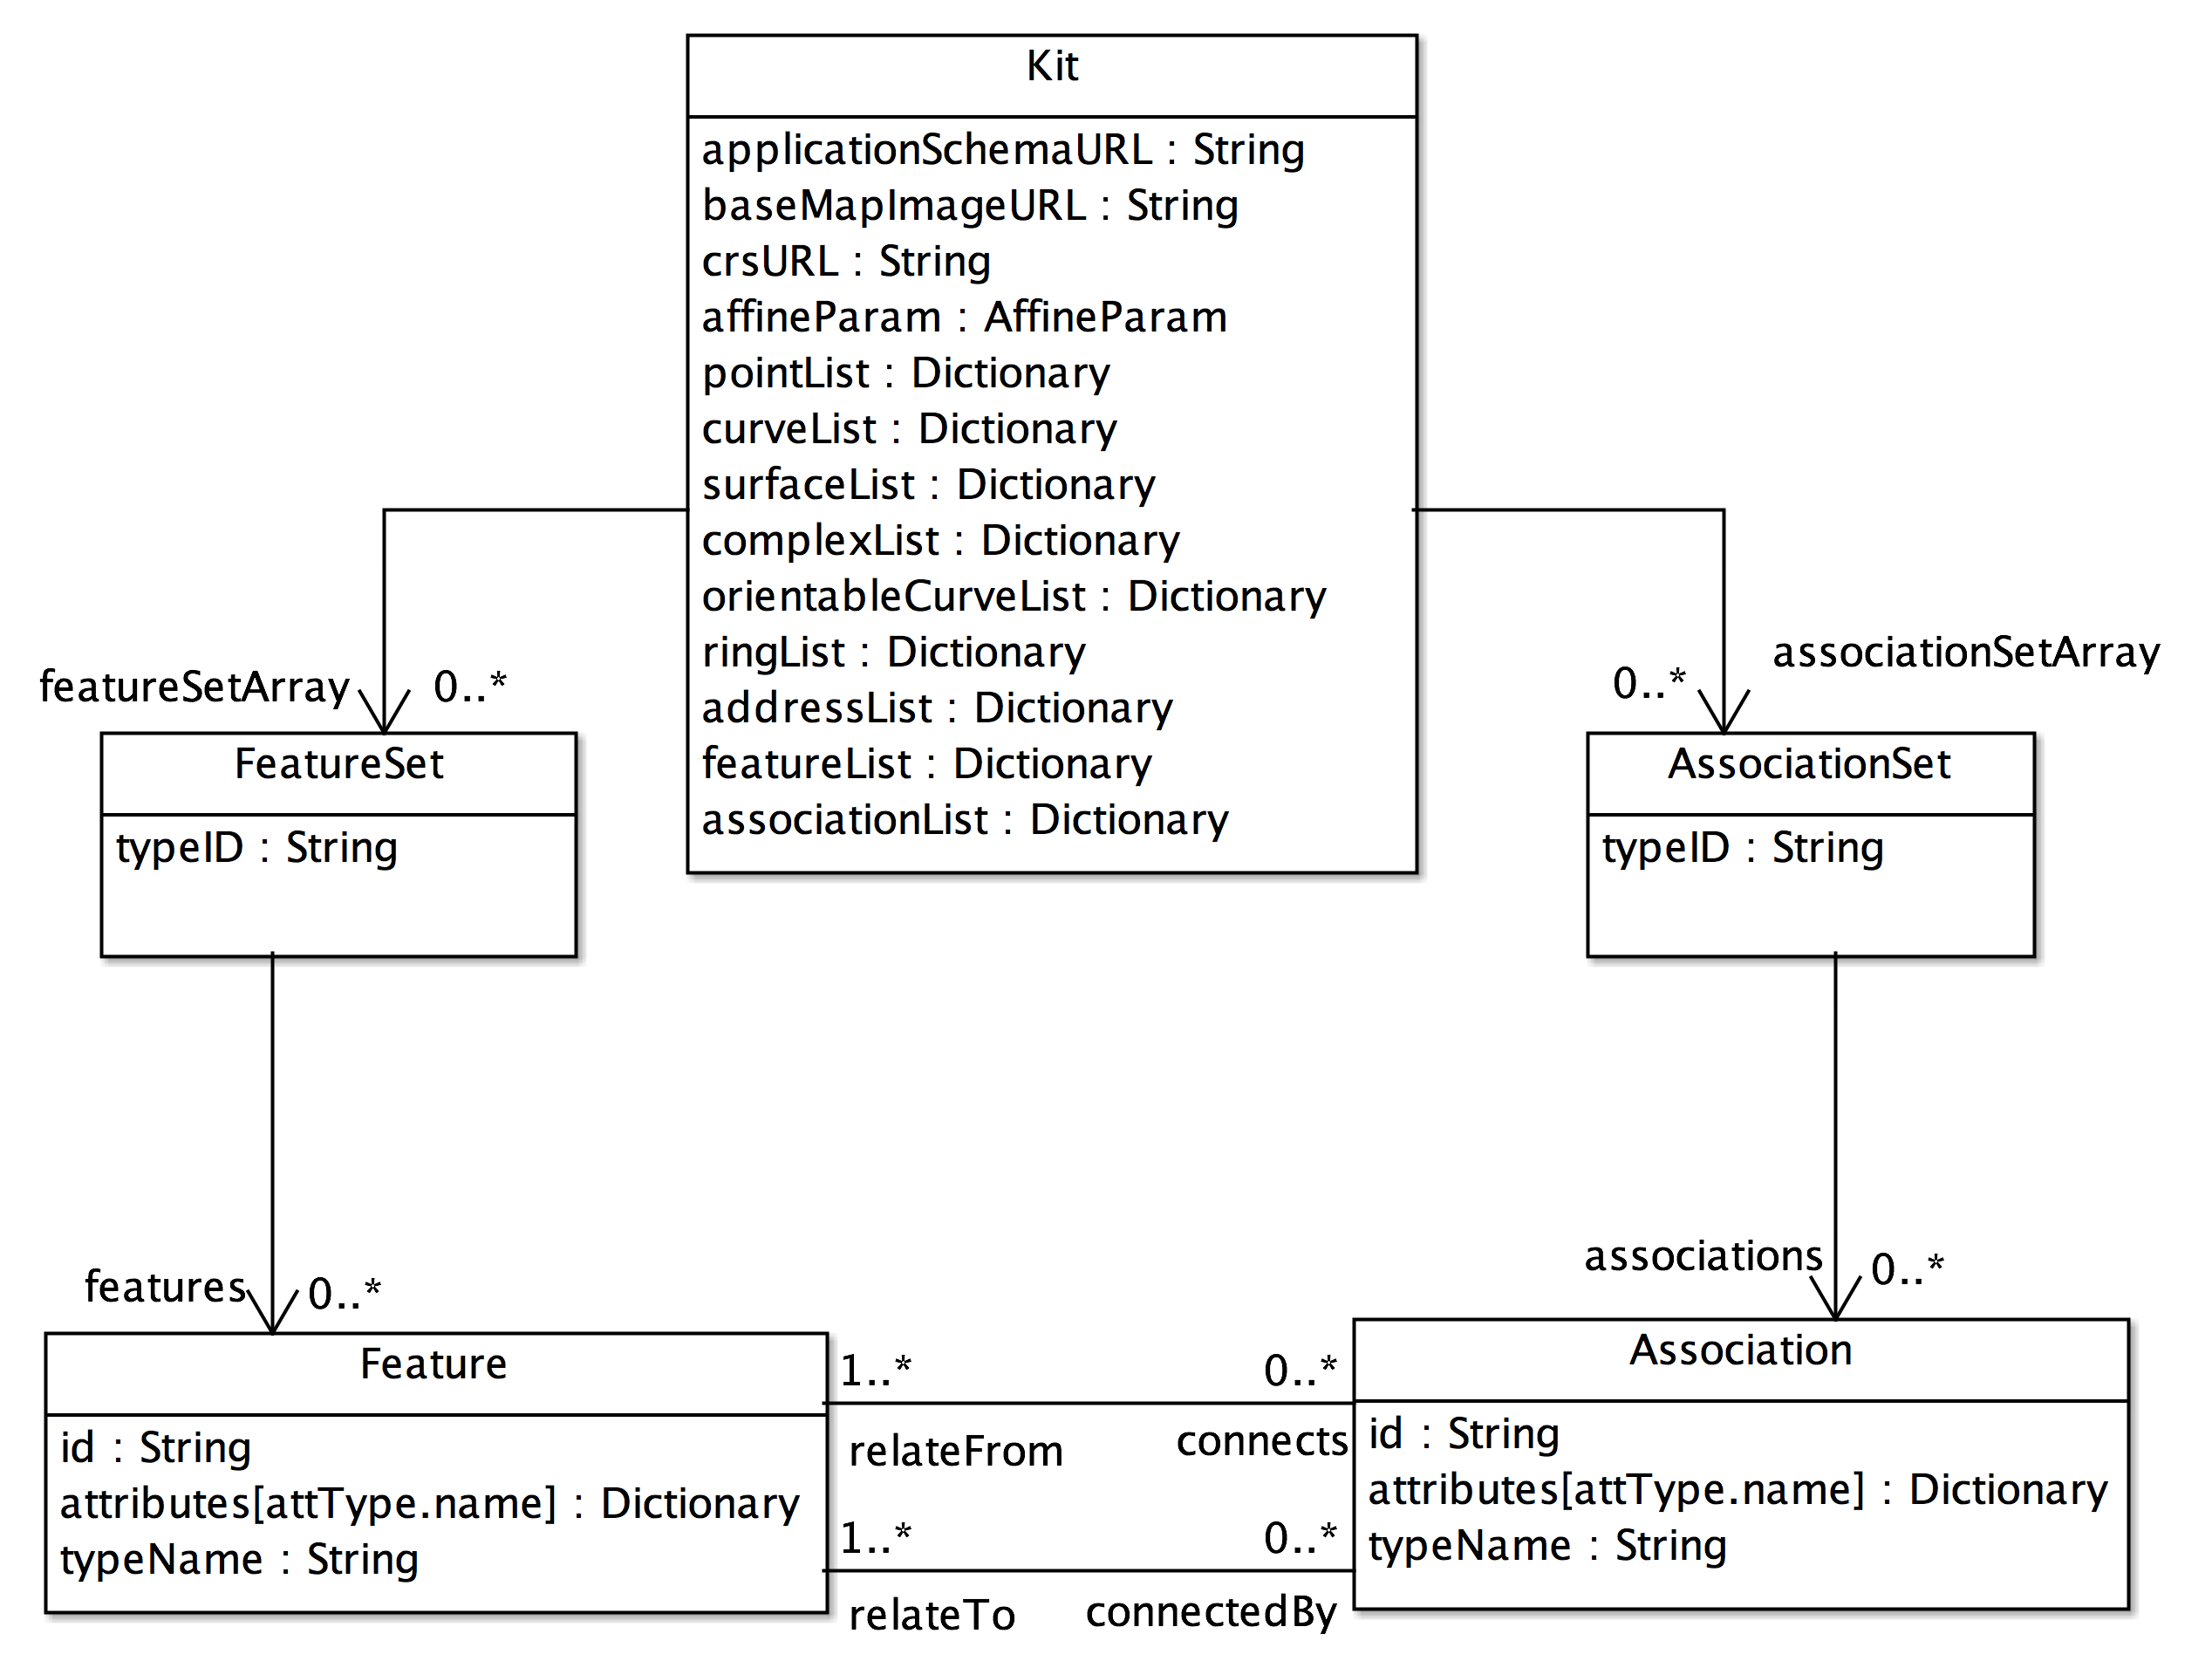 Kit
applicationSchemaURL : String
baseMapImageURL : String
crsURL : String
affineParam : AffineParam
pointList : Dictionary
curveList : Dictionary
surfaceList : Dictionary
complexList : Dictionary
orientableCurveList : Dictionary
ringList : Dictionary
addressList : Dictionary
featureList : Dictionary
associationList : Dictionary
featureSetArray
0..*
0..*
associationSetArray
FeatureSet
typeID : String
AssociationSet
typeID : String
features
0..*
associations
0..*
Feature
id : String
attributes[attType.name] : Dictionary
typeName : String
1..*
0..*
relateFrom
connects
1..*
0..*
relateTo
connectedBy
Association
id : String
attributes[attType.name] : Dictionary
typeName : String